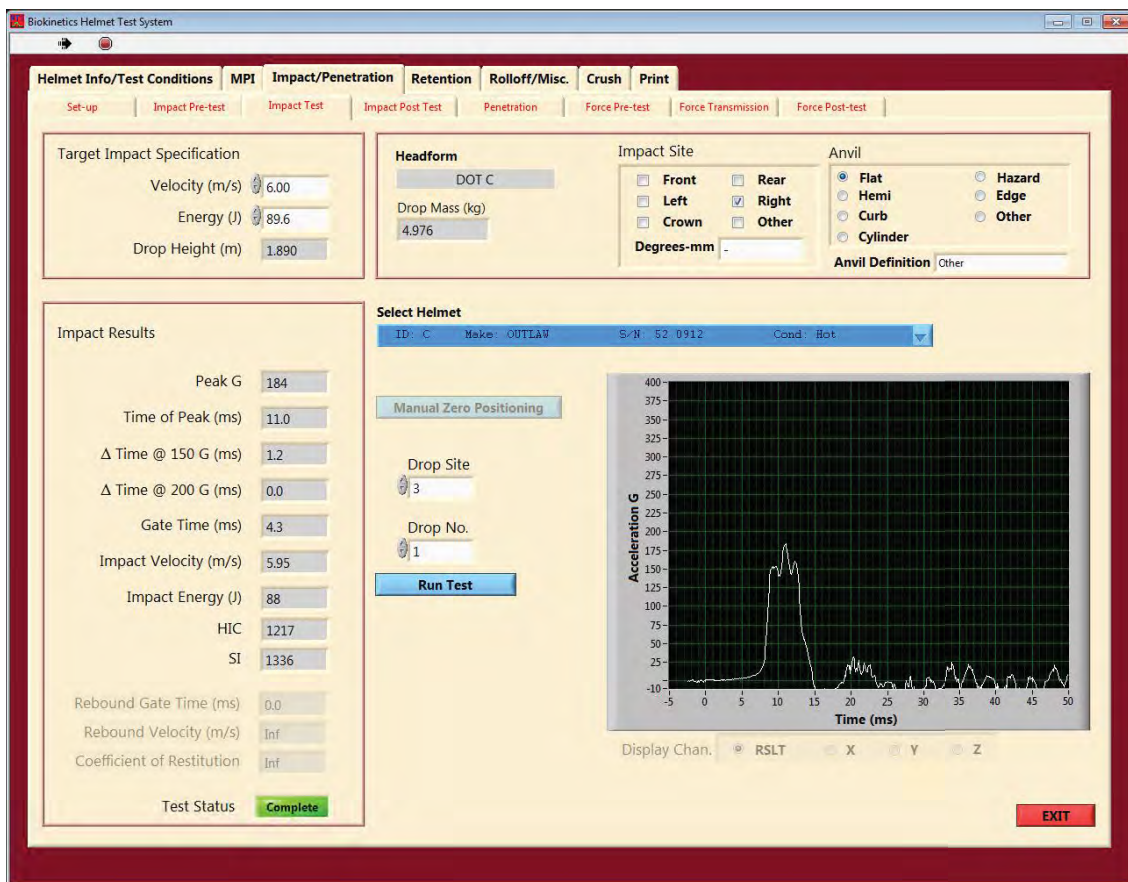 Biokinetics Helmet Test System
Helmet Info/Test Conditions MPI Impact/Penetration Retention Rolloff/Misc. Crush Print
Set-up Impact Pre-test Impact Test Impact Post Test Penetration Force Pre-test Force Transmission Force Post-test
Target Impact Specification
Velocity (m/s) 6.00
Energy (J) 89.6
Drop Height (m) 1.890
Headform
DOT C
Drop Mass (kg)
4.976
Impact Site
Front Rear
Left Right
Crown Other
Degrees-mm -
Anvil
Flat Hazard
Hemi Edge
Curb Other
Cylinder
Anvil Definition Other
Impact Results
Peak G 184
Time of Peak (ms) 11.0
Δ Time @ 150 G (ms) 1.2
Δ Time @ 200 G (ms) 0.0
Gate Time (ms) 4.3
Impact Velocity (m/s) 5.95
Impact Energy (J) 88
HIC 1217
SI 1336
Rebound Gate Time (ms) 0.0
Rebound Velocity (m/s) Inf
Coefficient of Restitution Inf
Test Status Complete
Select Helmet
ID: C Make: OUTLAW S/N 52 0912 Cond: Hot
Manual Zero Positioning
Drop Site
3
Drop No.
1
Run Test
Acceleration G
400
375
350
325
300
275
250
225
200
175
150
125
100
75
50
25
-10
-5 0 5 10 15 20 25 30 35 40 45 50
Time (ms)
Display Chan. RSLT X Y Z
EXIT